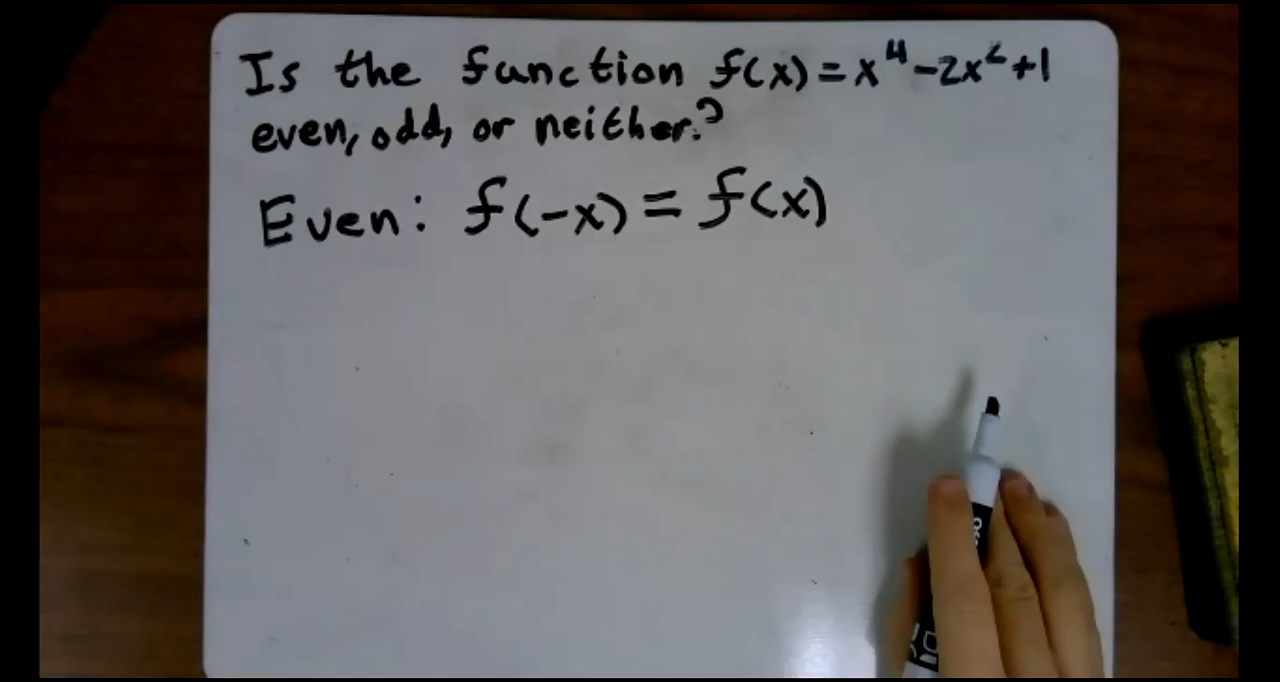 Is the function f(x)=x⁴-2x²+1
even, odd, or neither?
Even: f(-x)=f(x)